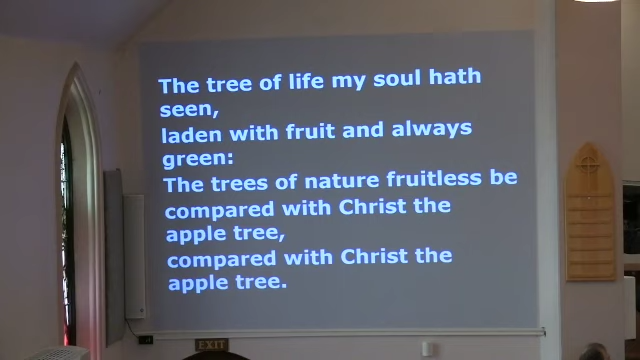 The tree of life my soul hath
seen,
laden with fruit and always
green:
The trees of nature fruitless be
compared with Christ the
apple tree,
compared with Christ the
apple tree.
EXIT